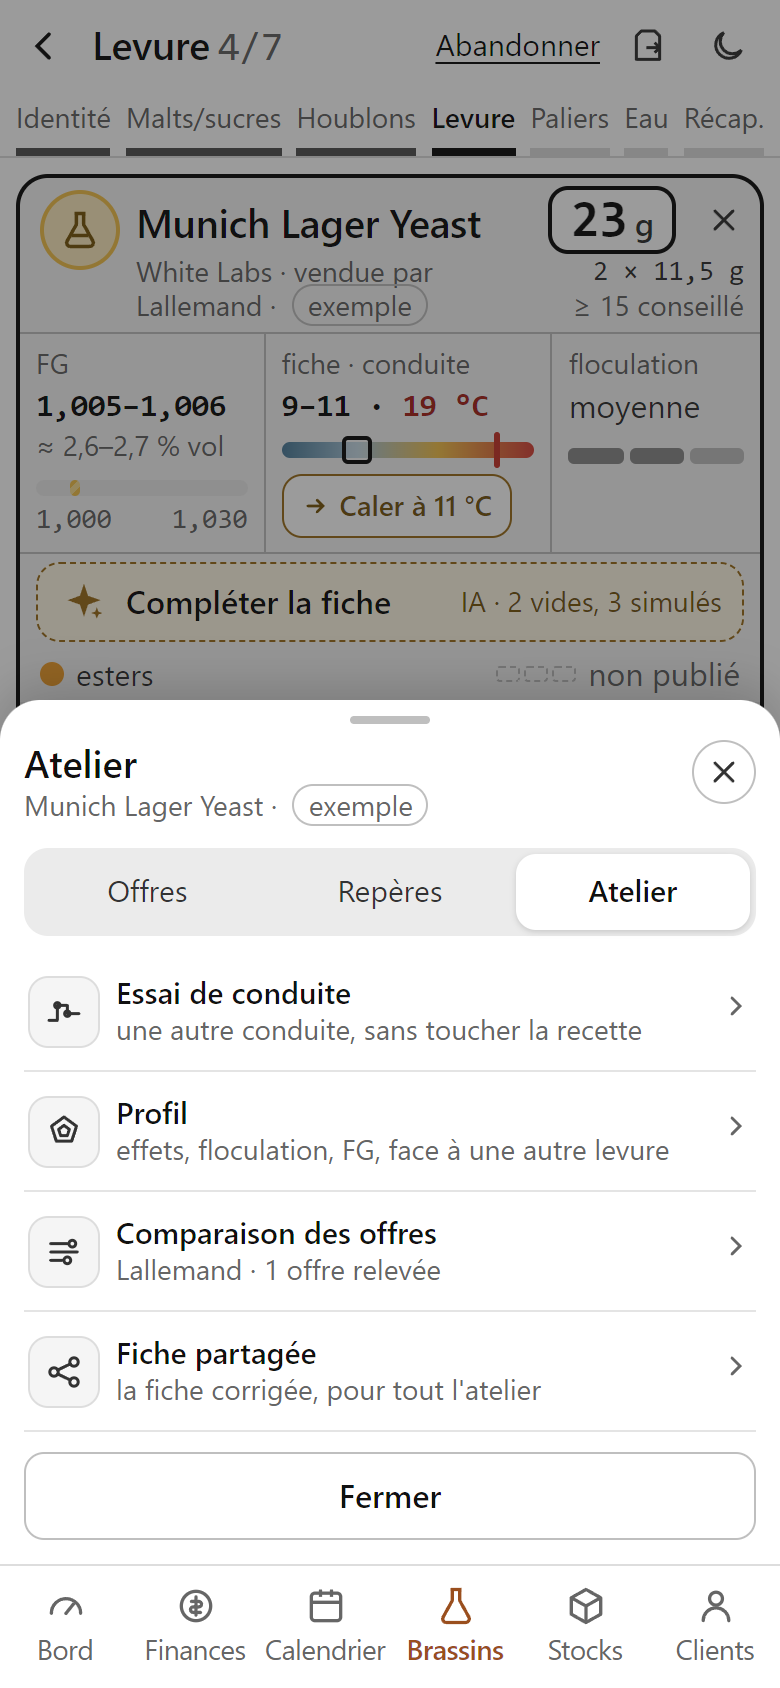 Levure 4/7
Abandonner
Identité Malts/sucres Houblons Levure Paliers Eau Récap.
Munich Lager Yeast
23 g
White Labs · vendue par
Lallemand · exemple
2 × 11,5 g
≥ 15 conseillé
FG
1,005–1,006
≈ 2,6–2,7 % vol
1,000 1,030
fiche · conduite
9–11 · 19 °C
→ Caler à 11 °C
floculation
moyenne
Compléter la fiche
IA · 2 vides, 3 simulés
esters
non publié
Atelier
Munich Lager Yeast · exemple
Offres Repères Atelier
Essai de conduite
une autre conduite, sans toucher la recette
Profil
effets, floculation, FG, face à une autre levure
Comparaison des offres
Lallemand · 1 offre relevée
Fiche partagée
la fiche corrigée, pour tout l'atelier
Fermer
Bord Finances Calendrier Brassins Stocks Clients